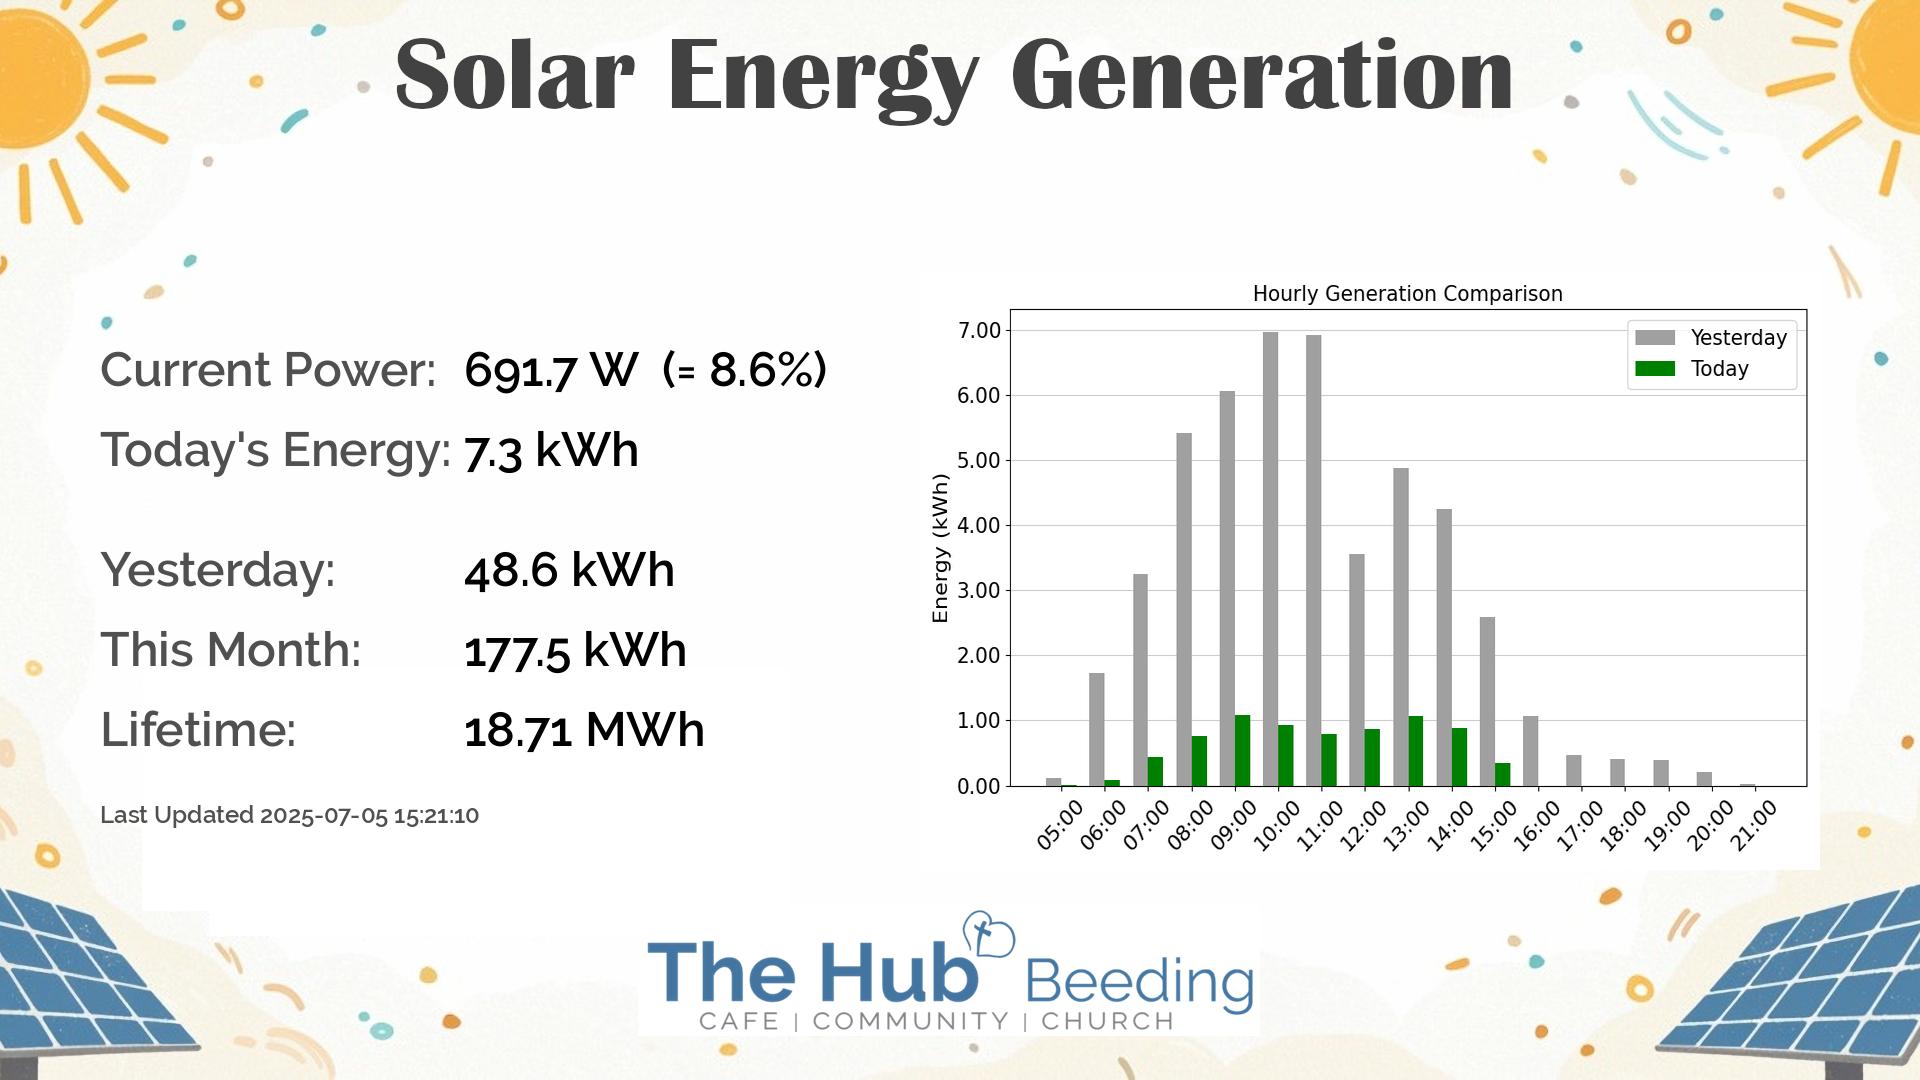 Solar Energy Generation
Current Power: 691.7 W (= 8.6%)
Today's Energy: 7.3 kWh
Yesterday: 48.6 kWh
This Month: 177.5 kWh
Lifetime: 18.71 MWh
Last Updated 2025-07-05 15:21:10
Hourly Generation Comparison
Yesterday
Today
Energy (kWh)
7.00
6.00
5.00
4.00
3.00
2.00
1.00
0.00
05:00 06:00 07:00 08:00 09:00 10:00 11:00 12:00 13:00 14:00 15:00 16:00 17:00 18:00 19:00 20:00 21:00
The Hub Beeding
CAFE | COMMUNITY | CHURCH